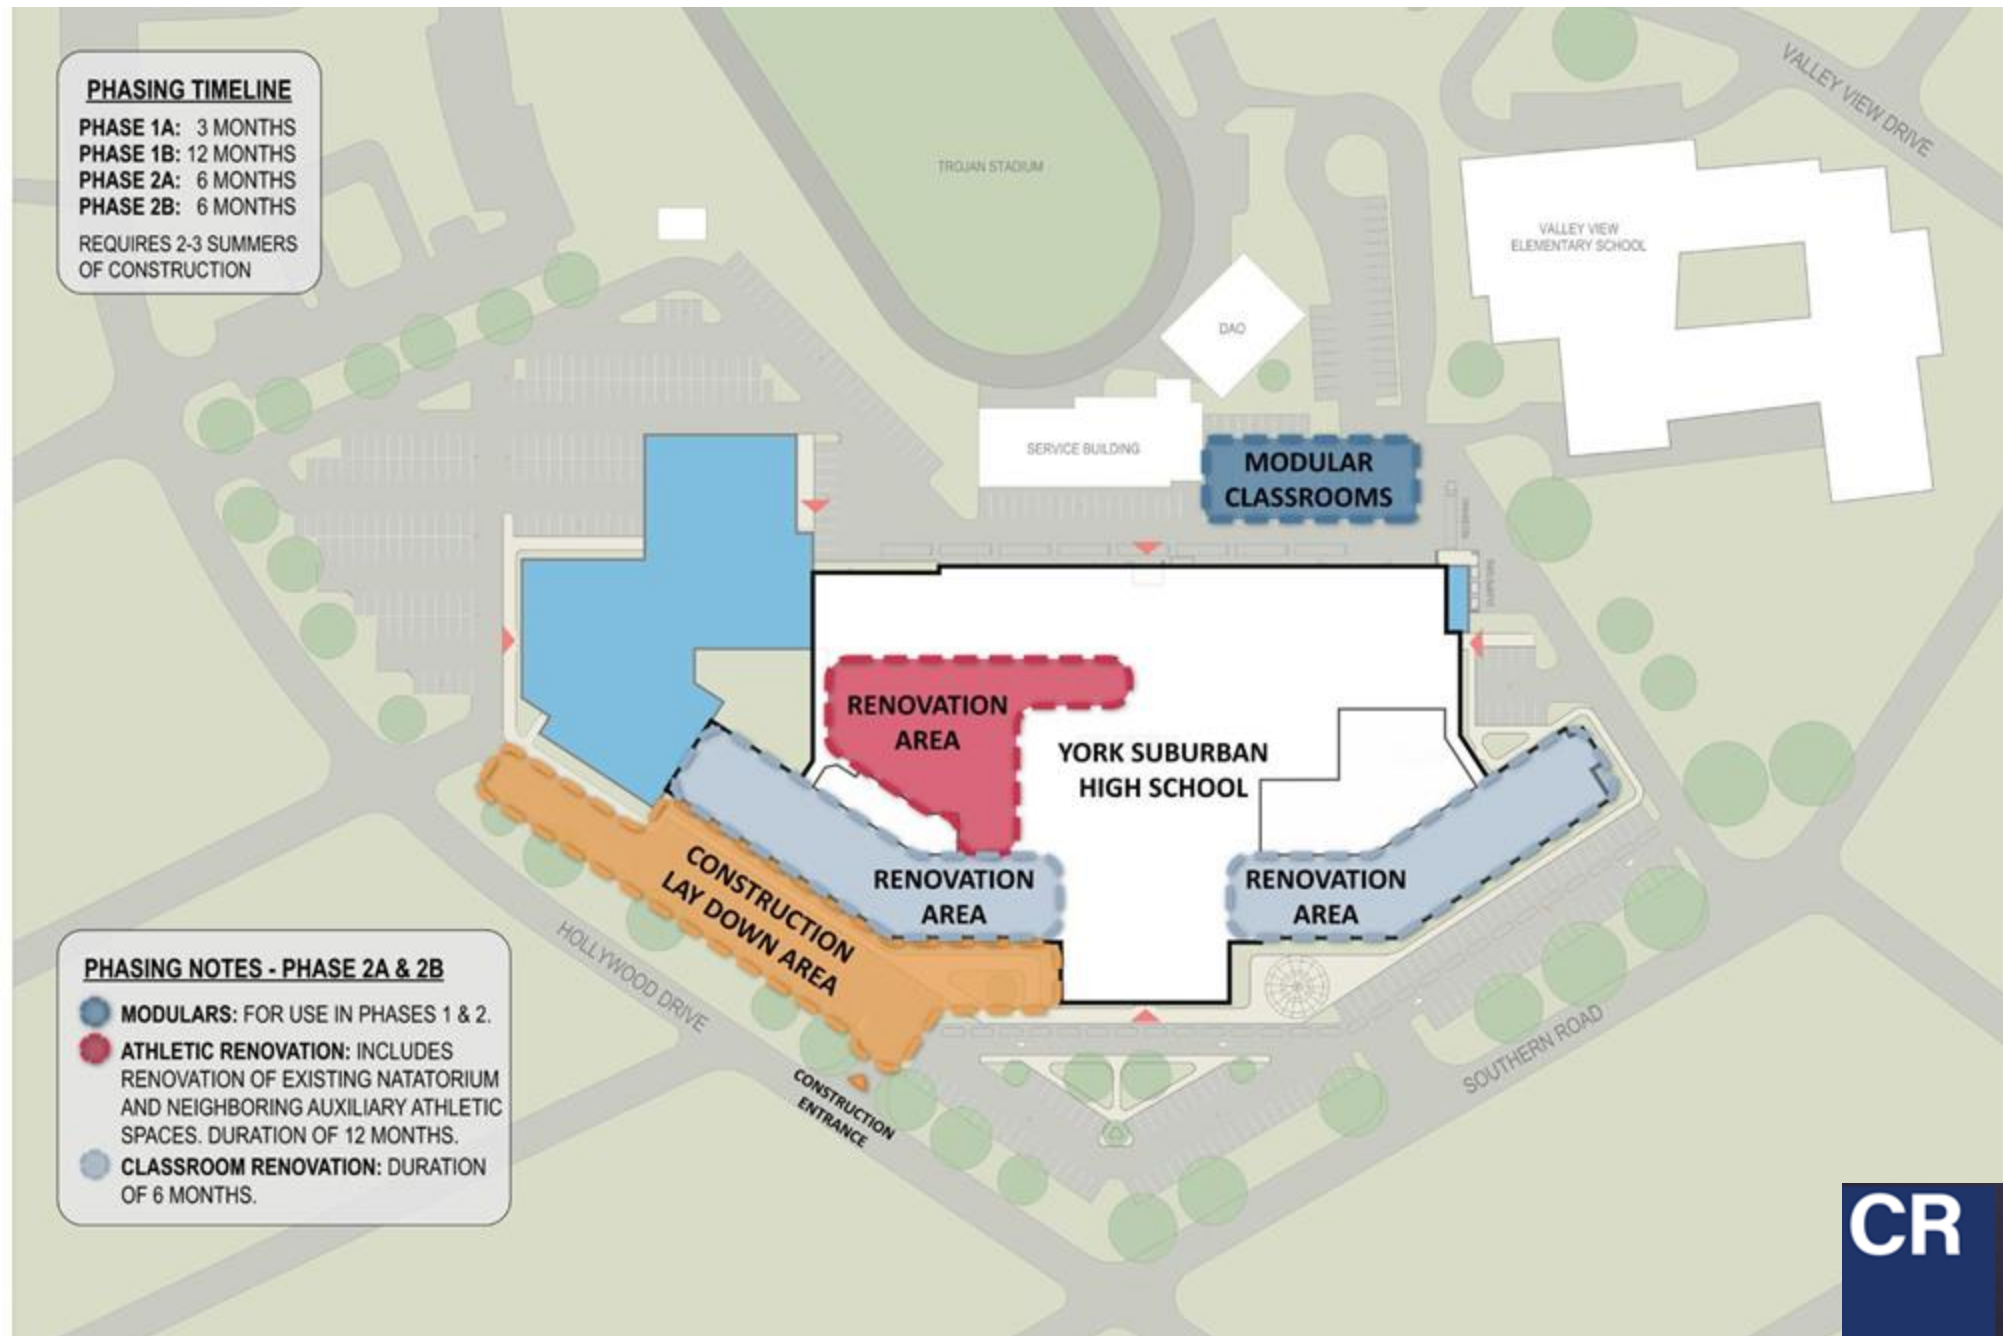 PHASING TIMELINE
PHASE 1A: 3 MONTHS
PHASE 1B: 12 MONTHS
PHASE 2A: 6 MONTHS
PHASE 2B: 6 MONTHS
REQUIRES 2-3 SUMMERS
OF CONSTRUCTION
VALLEY VIEW DRIVE
TROJAN STADIUM
VALLEY VIEW
ELEMENTARY SCHOOL
DAO
SERVICE BUILDING
MODULAR
CLASSROOMS
RENOVATION
AREA
YORK SUBURBAN
HIGH SCHOOL
RENOVATION
AREA
RENOVATION
AREA
CONSTRUCTION
LAY DOWN AREA
HOLLYWOOD DRIVE
SOUTHERN ROAD
CONSTRUCTION
ENTRANCE
PHASING NOTES - PHASE 2A & 2B
MODULARS: FOR USE IN PHASES 1 & 2.
ATHLETIC RENOVATION: INCLUDES
RENOVATION OF EXISTING NATATORIUM
AND NEIGHBORING AUXILIARY ATHLETIC
SPACES. DURATION OF 12 MONTHS.
CLASSROOM RENOVATION: DURATION
OF 6 MONTHS.
CR